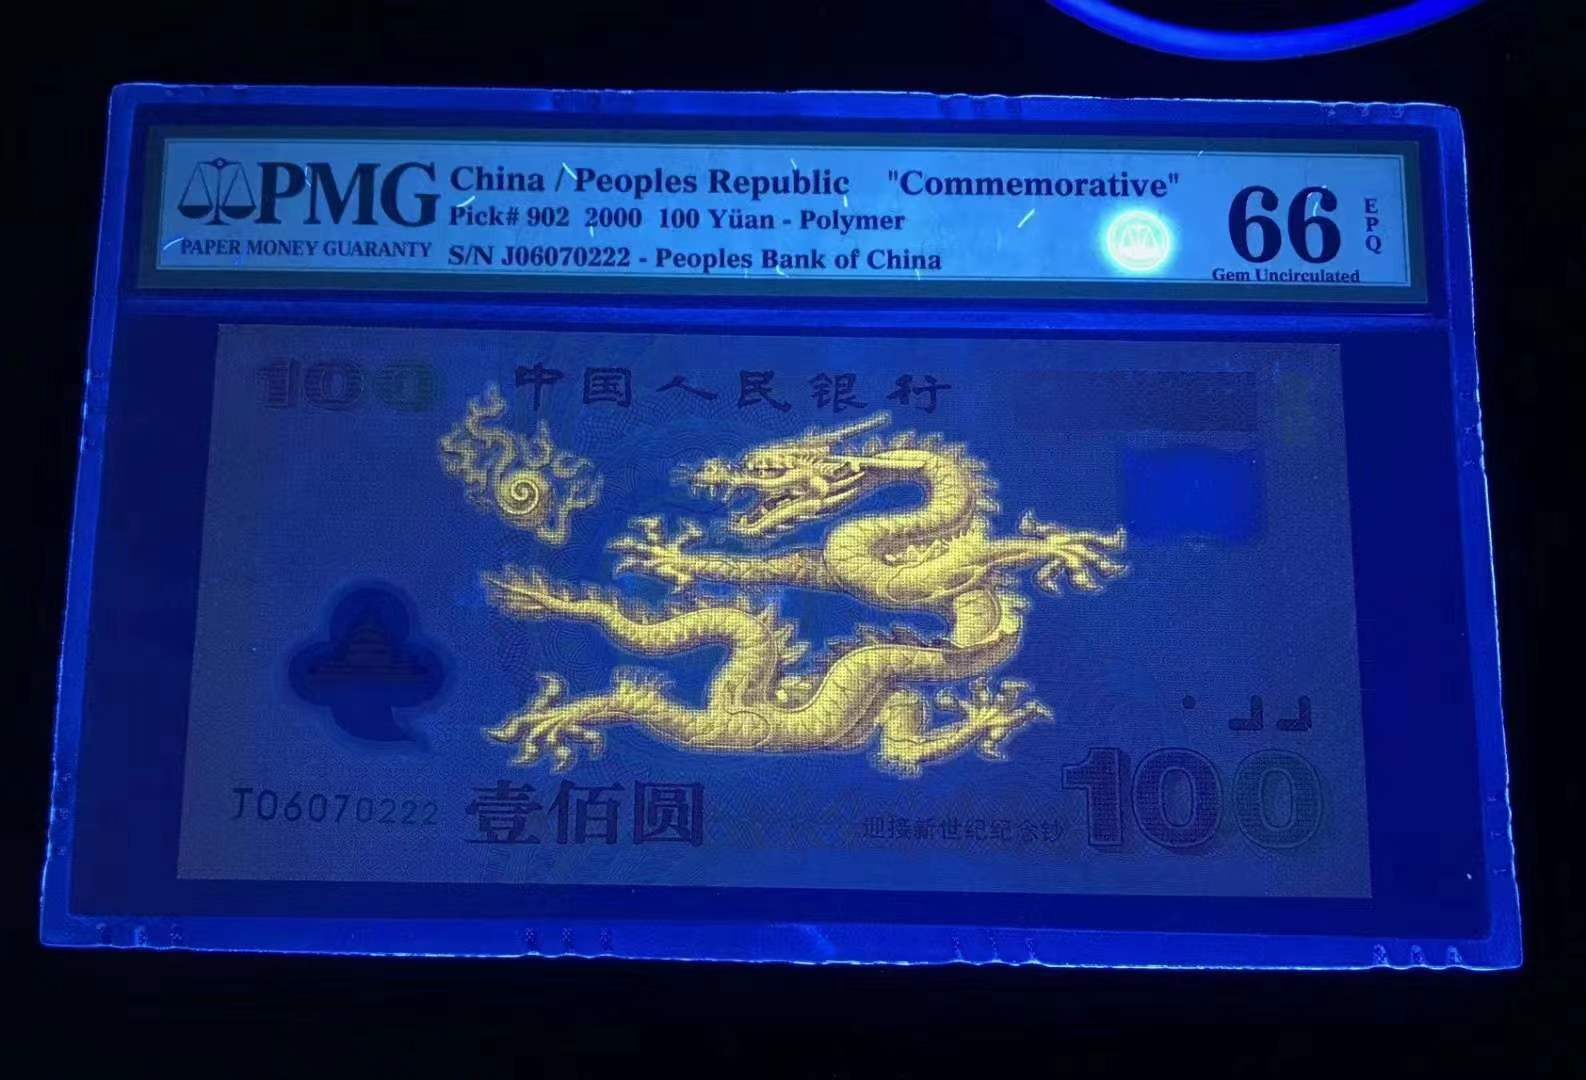 PMG
PAPER MONEY GUARANTY
China / Peoples Republic "Commemorative"
Pick# 902 2000 100 Yüan - Polymer
S/N J06070222 - Peoples Bank of China
66
EPQ
Gem Uncirculated
100
中国人民银行
J06070222
壹佰圆
迎接新世纪纪念钞
100